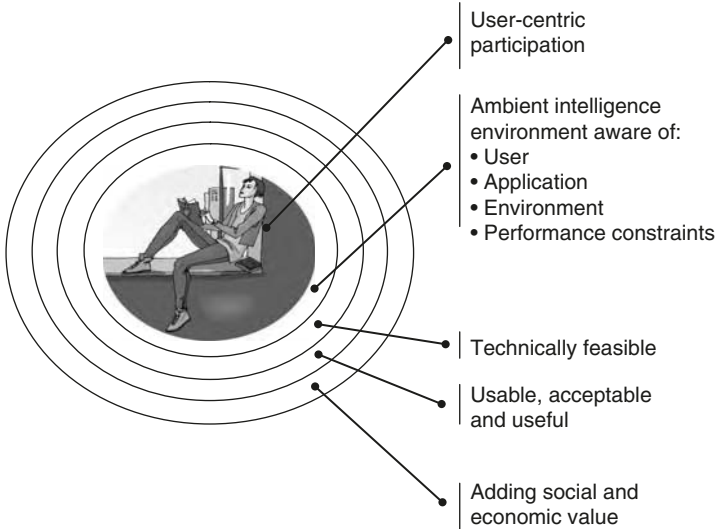 User-centric
participation
Ambient intelligence
environment aware of:
• User
• Application
• Environment
• Performance constraints
Technically feasible
Usable, acceptable
and useful
Adding social and
economic value